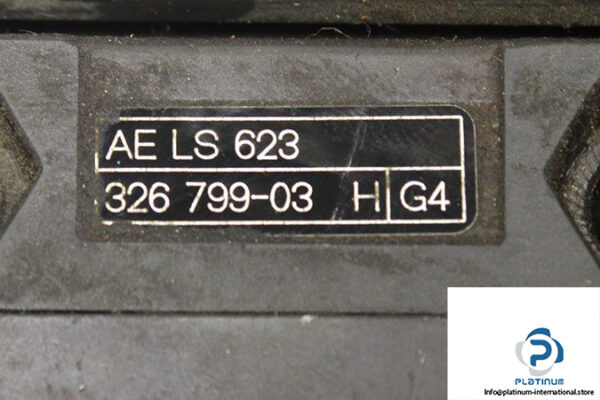 AE LS 623
326 799-03 H G4
PLATINUM
Info@platinum-international.store